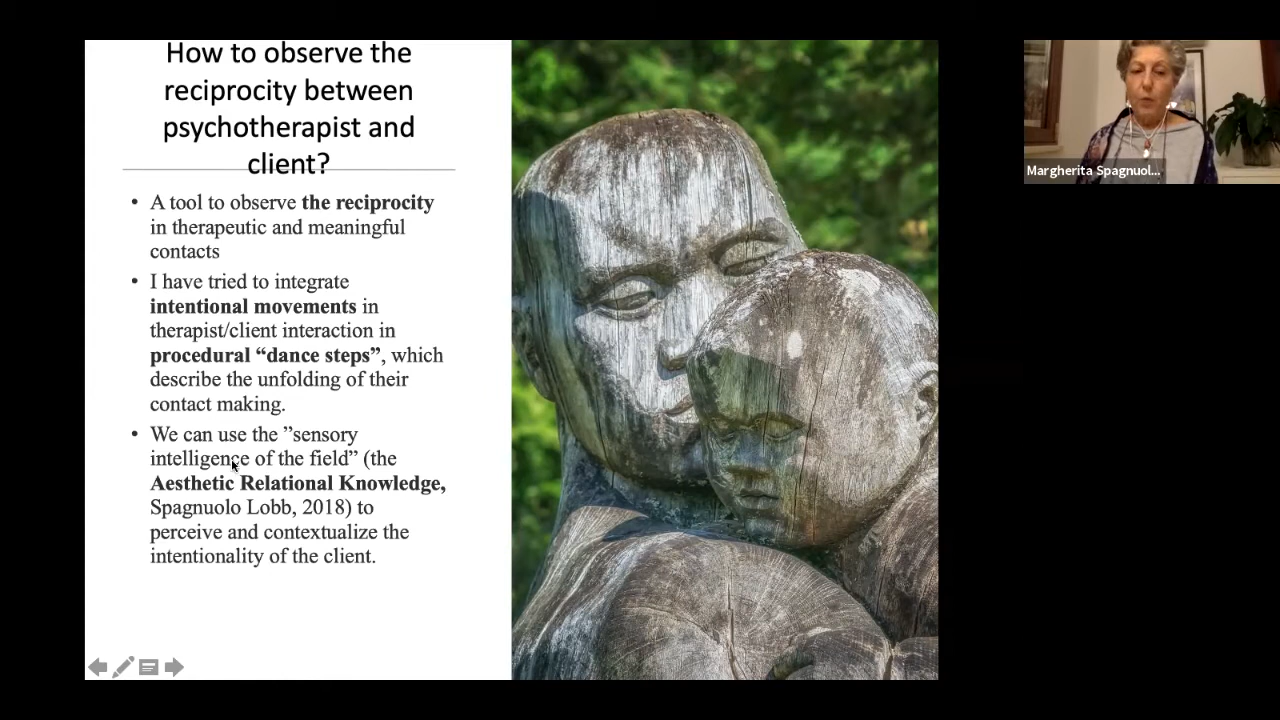 How to observe the
reciprocity between
psychotherapist and
client?
• A tool to observe the reciprocity
in therapeutic and meaningful
contacts
• I have tried to integrate
intentional movements in
therapist/client interaction in
procedural “dance steps”, which
describe the unfolding of their
contact making.
• We can use the ”sensory
intelligence of the field” (the
Aesthetic Relational Knowledge,
Spagnuolo Lobb, 2018) to
perceive and contextualize the
intentionality of the client.
Margherita Spagnuol...